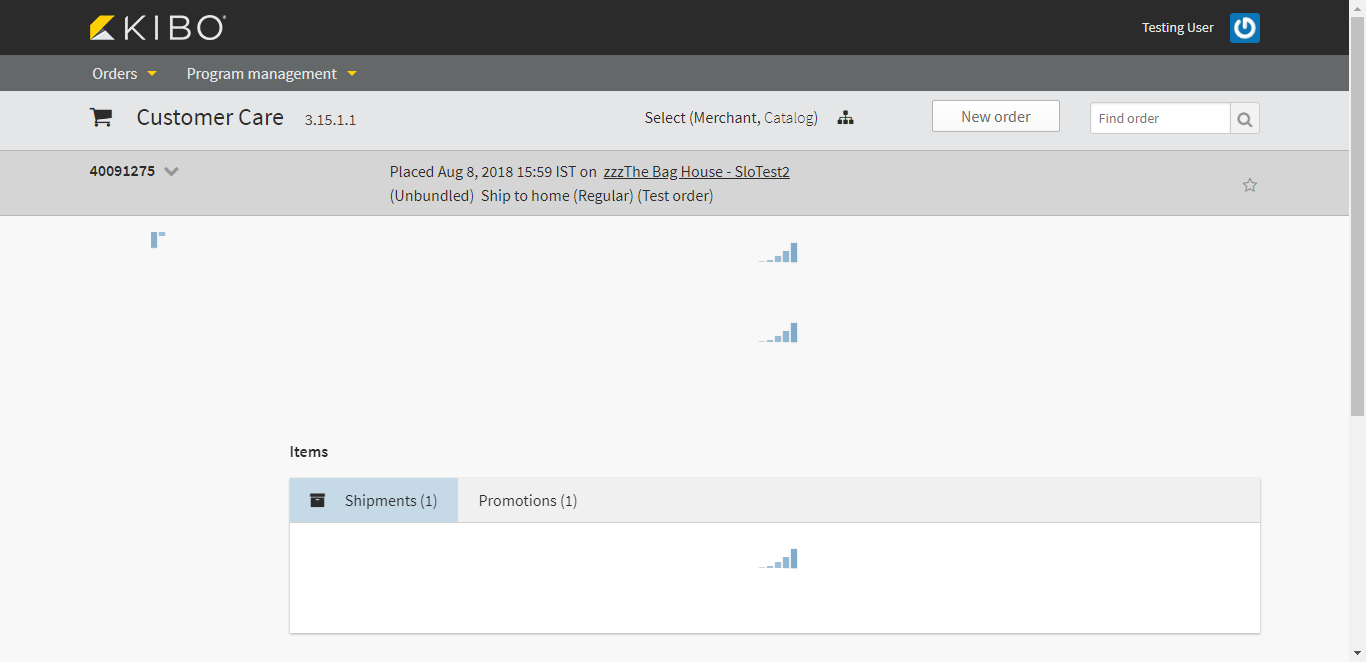 KIBO
Testing User
Orders
Program management
Customer Care 3.15.1.1
Select (Merchant, Catalog)
New order
Find order
40091275
Placed Aug 8, 2018 15:59 IST on zzzThe Bag House - SloTest2
(Unbundled) Ship to home (Regular) (Test order)
Items
Shipments (1)
Promotions (1)